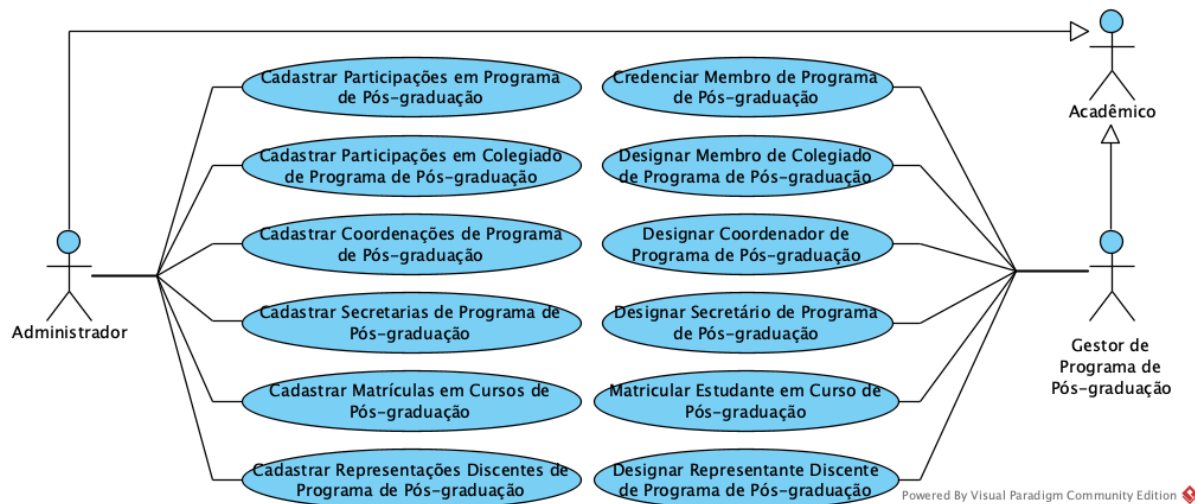 Acadêmico
Cadastrar Participações em Programa
de Pós-graduação
Credenciar Membro de Programa
de Pós-graduação
Cadastrar Participações em Colegiado
de Programa de Pós-graduação
Designar Membro de Colegiado
de Programa de Pós-graduação
Cadastrar Coordenações de Programa
de Pós-graduação
Designar Coordenador de
Programa de Pós-graduação
Administrador
Cadastrar Secretarias de Programa de
Pós-graduação
Designar Secretário de Programa
de Pós-graduação
Gestor de
Programa de
Pós-graduação
Cadastrar Matrículas em Cursos de
Pós-graduação
Matricular Estudante em Curso de
Pós-graduação
Cadastrar Representações Discentes de
Programa de Pós-graduação
Designar Representante Discente
de Programa de Pós-graduação
Powered By Visual Paradigm Community Edition